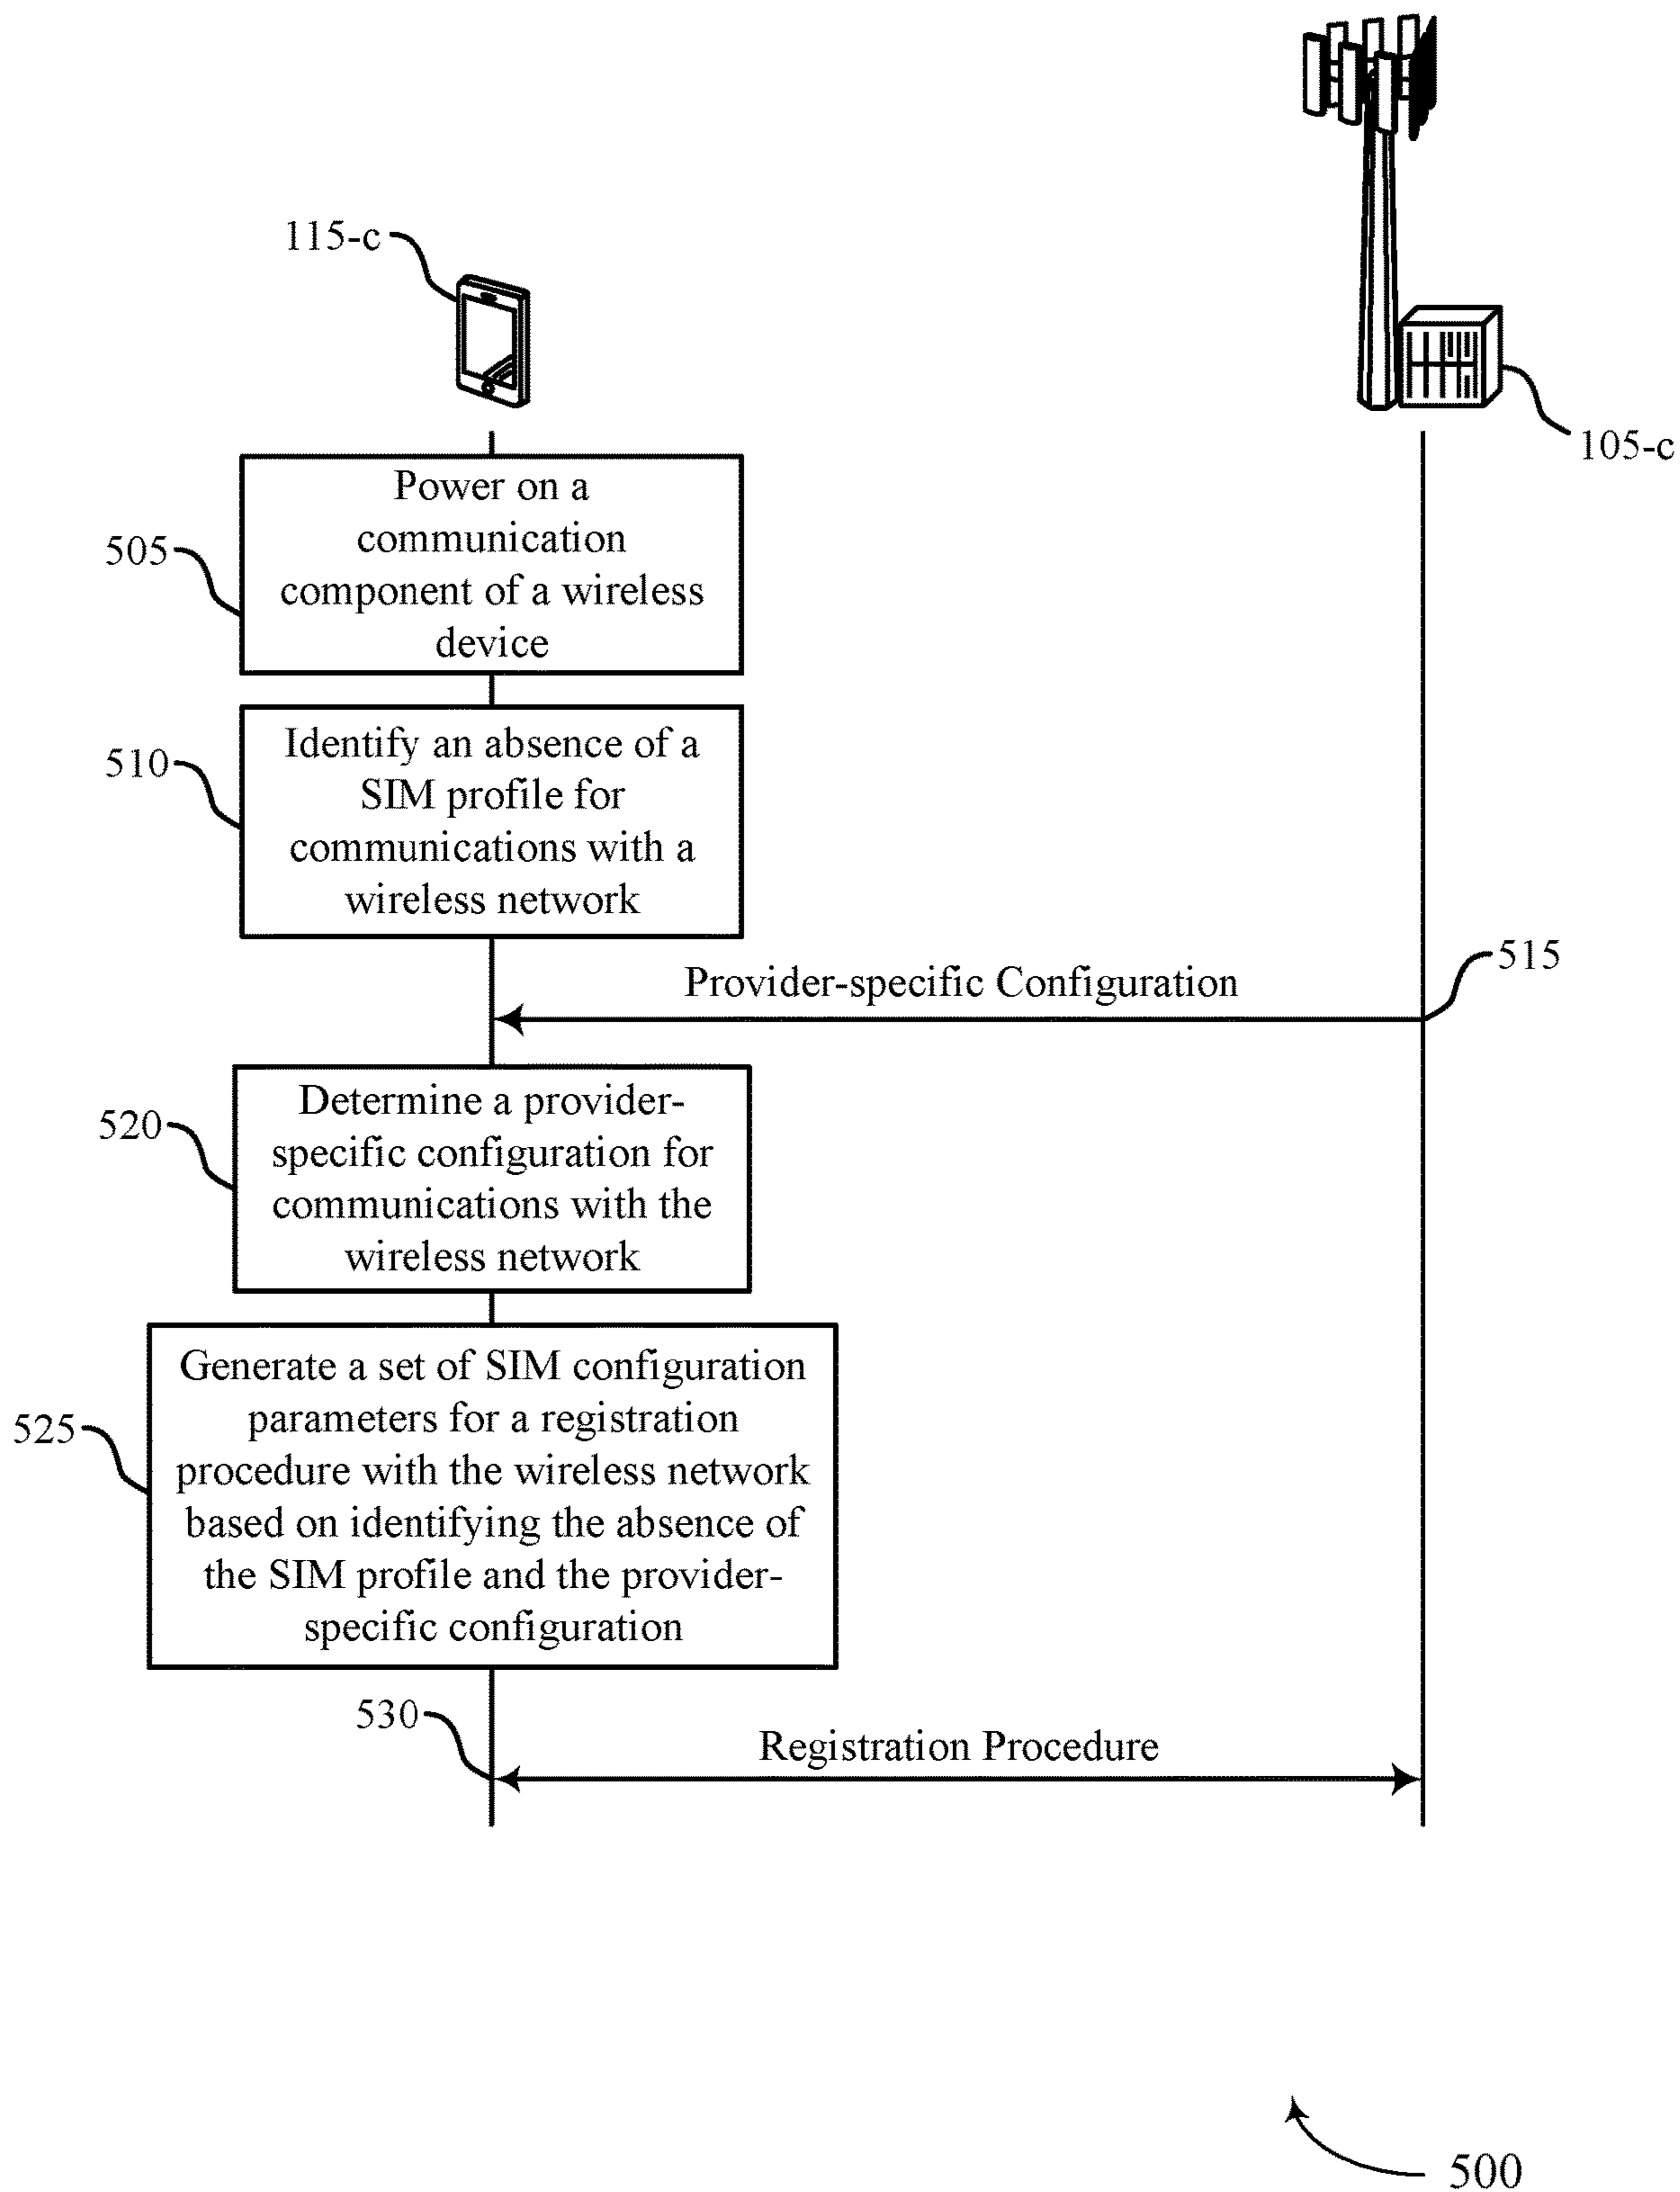 115-c
105-c
505
Power on a
communication
component of a wireless
device
510
Identify an absence of a
SIM profile for
communications with a
wireless network
515
Provider-specific Configuration
520
Determine a provider-
specific configuration for
communications with the
wireless network
525
Generate a set of SIM configuration
parameters for a registration
procedure with the wireless network
based on identifying the absence of
the SIM profile and the provider-
specific configuration
530
Registration Procedure
500